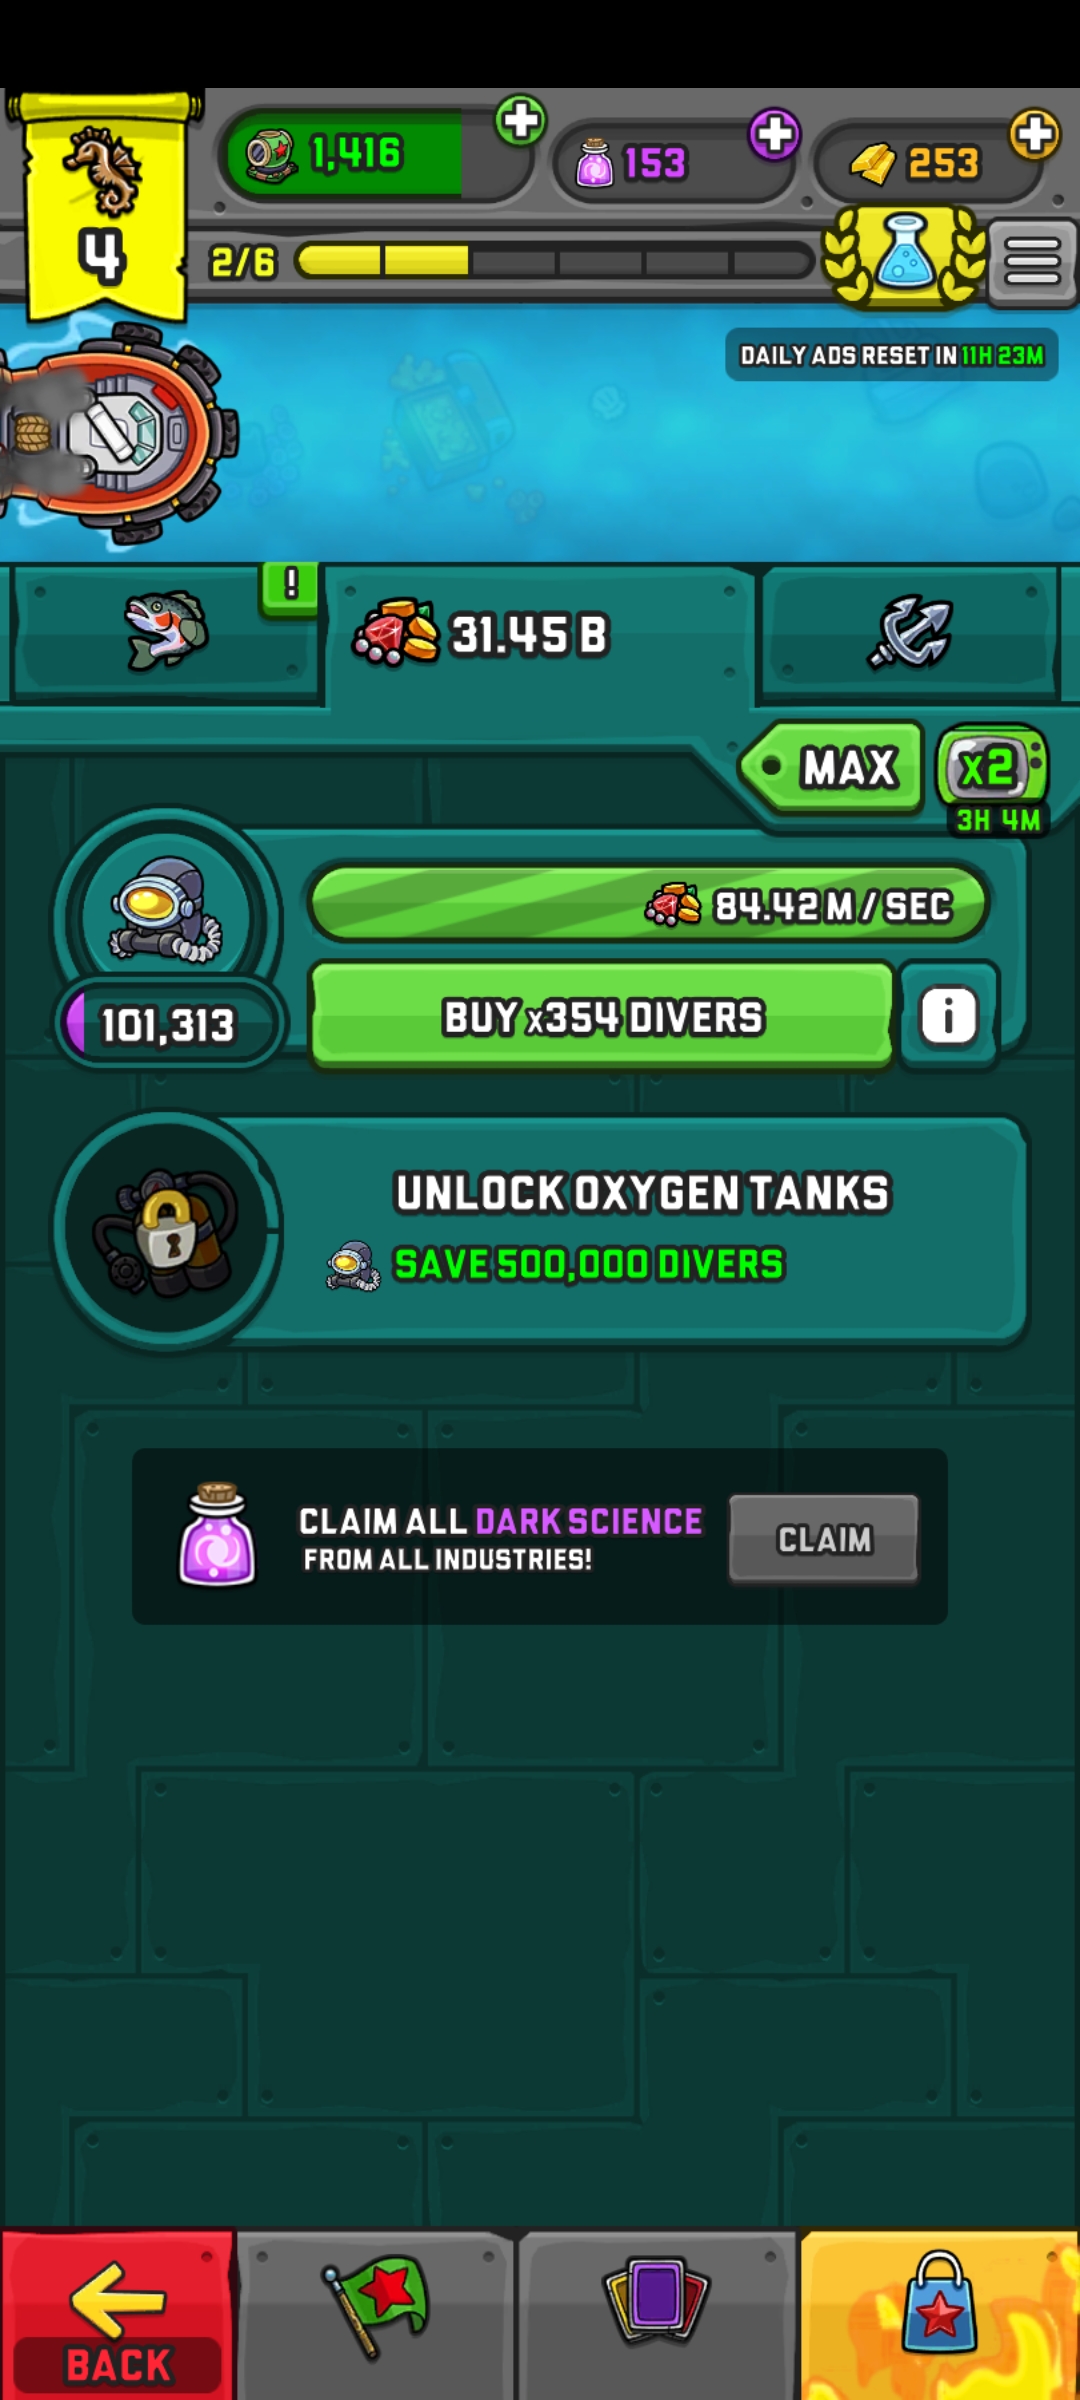 1,416
153
253
4
2/6
DAILY ADS RESET IN 11H 23M
!
31.45 B
MAX
x2
3H 4M
84.42 M / SEC
101,313
BUY x354 DIVERS
i
UNLOCK OXYGEN TANKS
SAVE 500,000 DIVERS
CLAIM ALL DARK SCIENCE
FROM ALL INDUSTRIES!
CLAIM
BACK